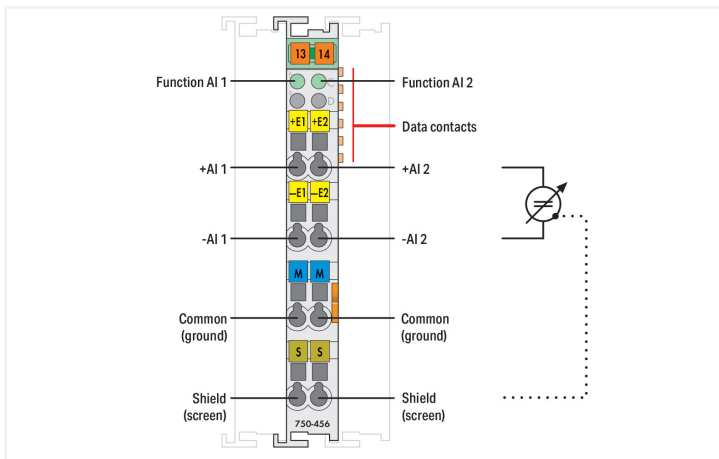 13 14
Function AI 1
C
Function AI 2
D
+E1 +E2
Data contacts
+AI 1
+AI 2
–E1 –E2
-AI 1
-AI 2
M M
Common
(ground)
Common
(ground)
S S
Shield
(screen)
Shield
(screen)
750-456